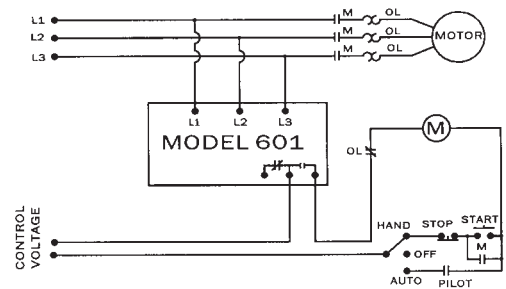 L1
M
OL
L2
M
OL
MOTOR
L3
M
OL
L1
L2
L3
MODEL 601
M
OL
CONTROL
VOLTAGE
HAND
STOP
START
M
OFF
AUTO
PILOT